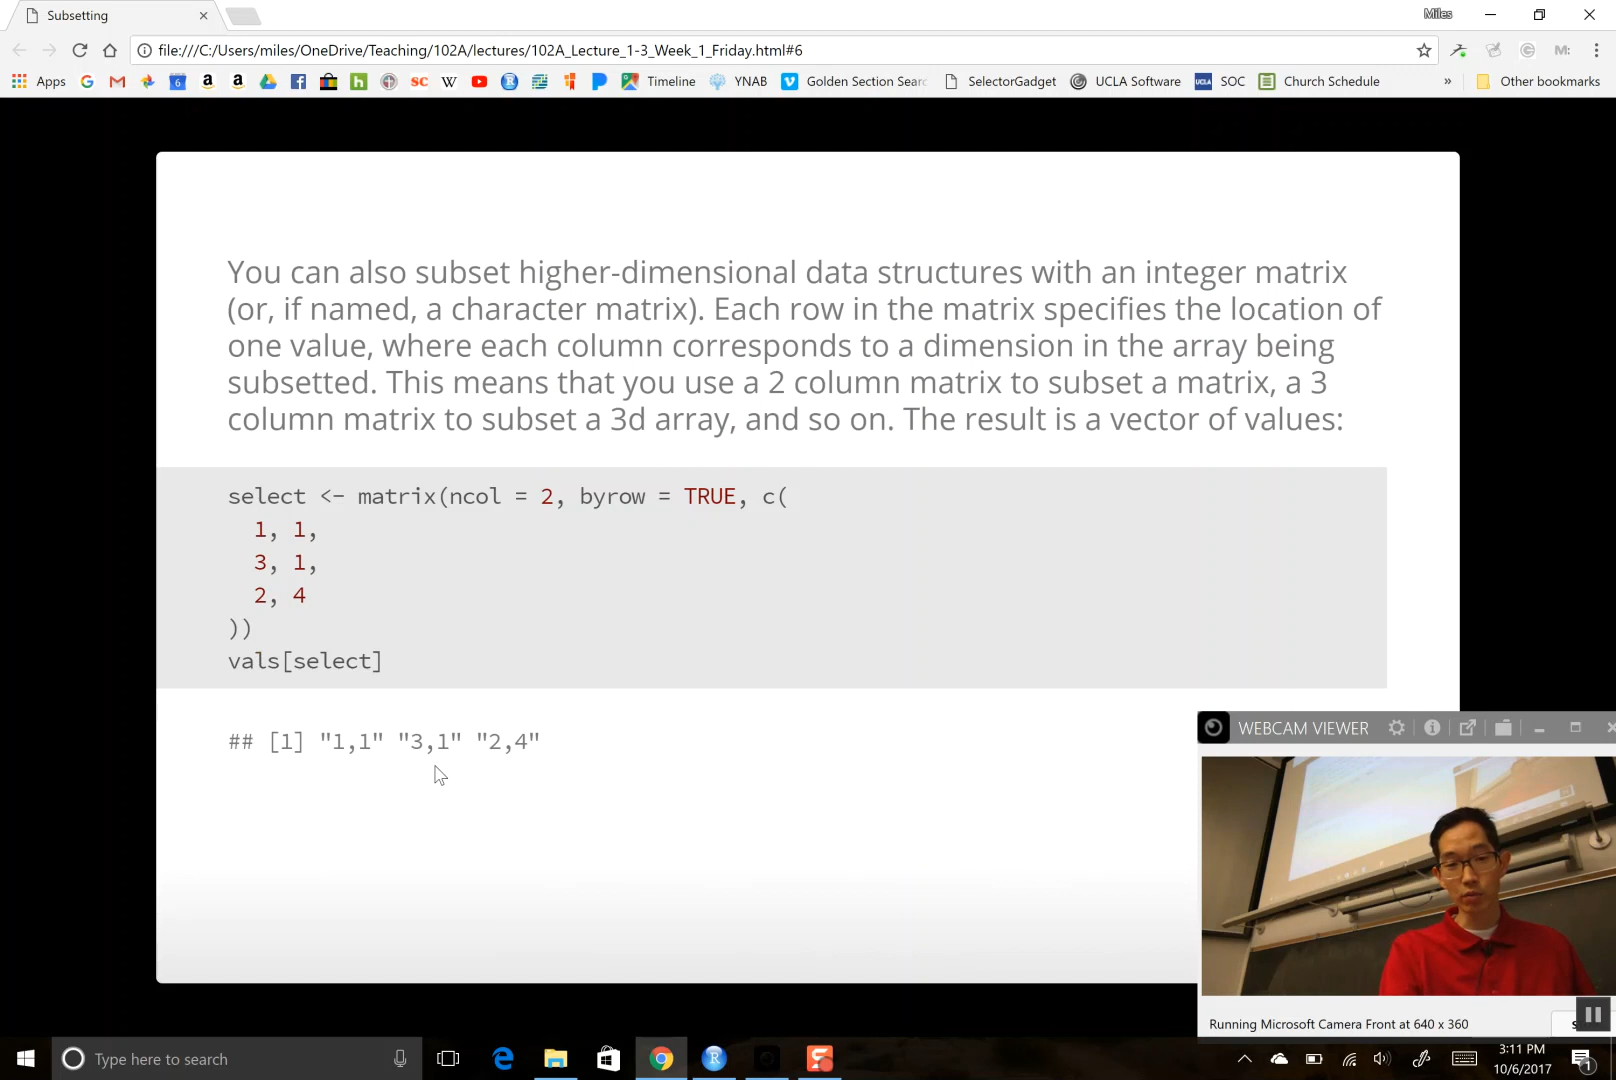 Subsetting
Miles
file:///C:/Users/miles/OneDrive/Teaching/102A/lectures/102A_Lecture_1-3_Week_1_Friday.html#6
Apps
Timeline
YNAB
Golden Section Searc
SelectorGadget
UCLA Software
SOC
Church Schedule
»
Other bookmarks
You can also subset higher-dimensional data structures with an integer matrix
(or, if named, a character matrix). Each row in the matrix specifies the location of
one value, where each column corresponds to a dimension in the array being
subsetted. This means that you use a 2 column matrix to subset a matrix, a 3
column matrix to subset a 3d array, and so on. The result is a vector of values:
select <- matrix(ncol = 2, byrow = TRUE, c(
1, 1,
3, 1,
2, 4
))
vals[select]
## [1] "1,1" "3,1" "2,4"
WEBCAM VIEWER
Running Microsoft Camera Front at 640 x 360
Type here to search
3:11 PM
10/6/2017